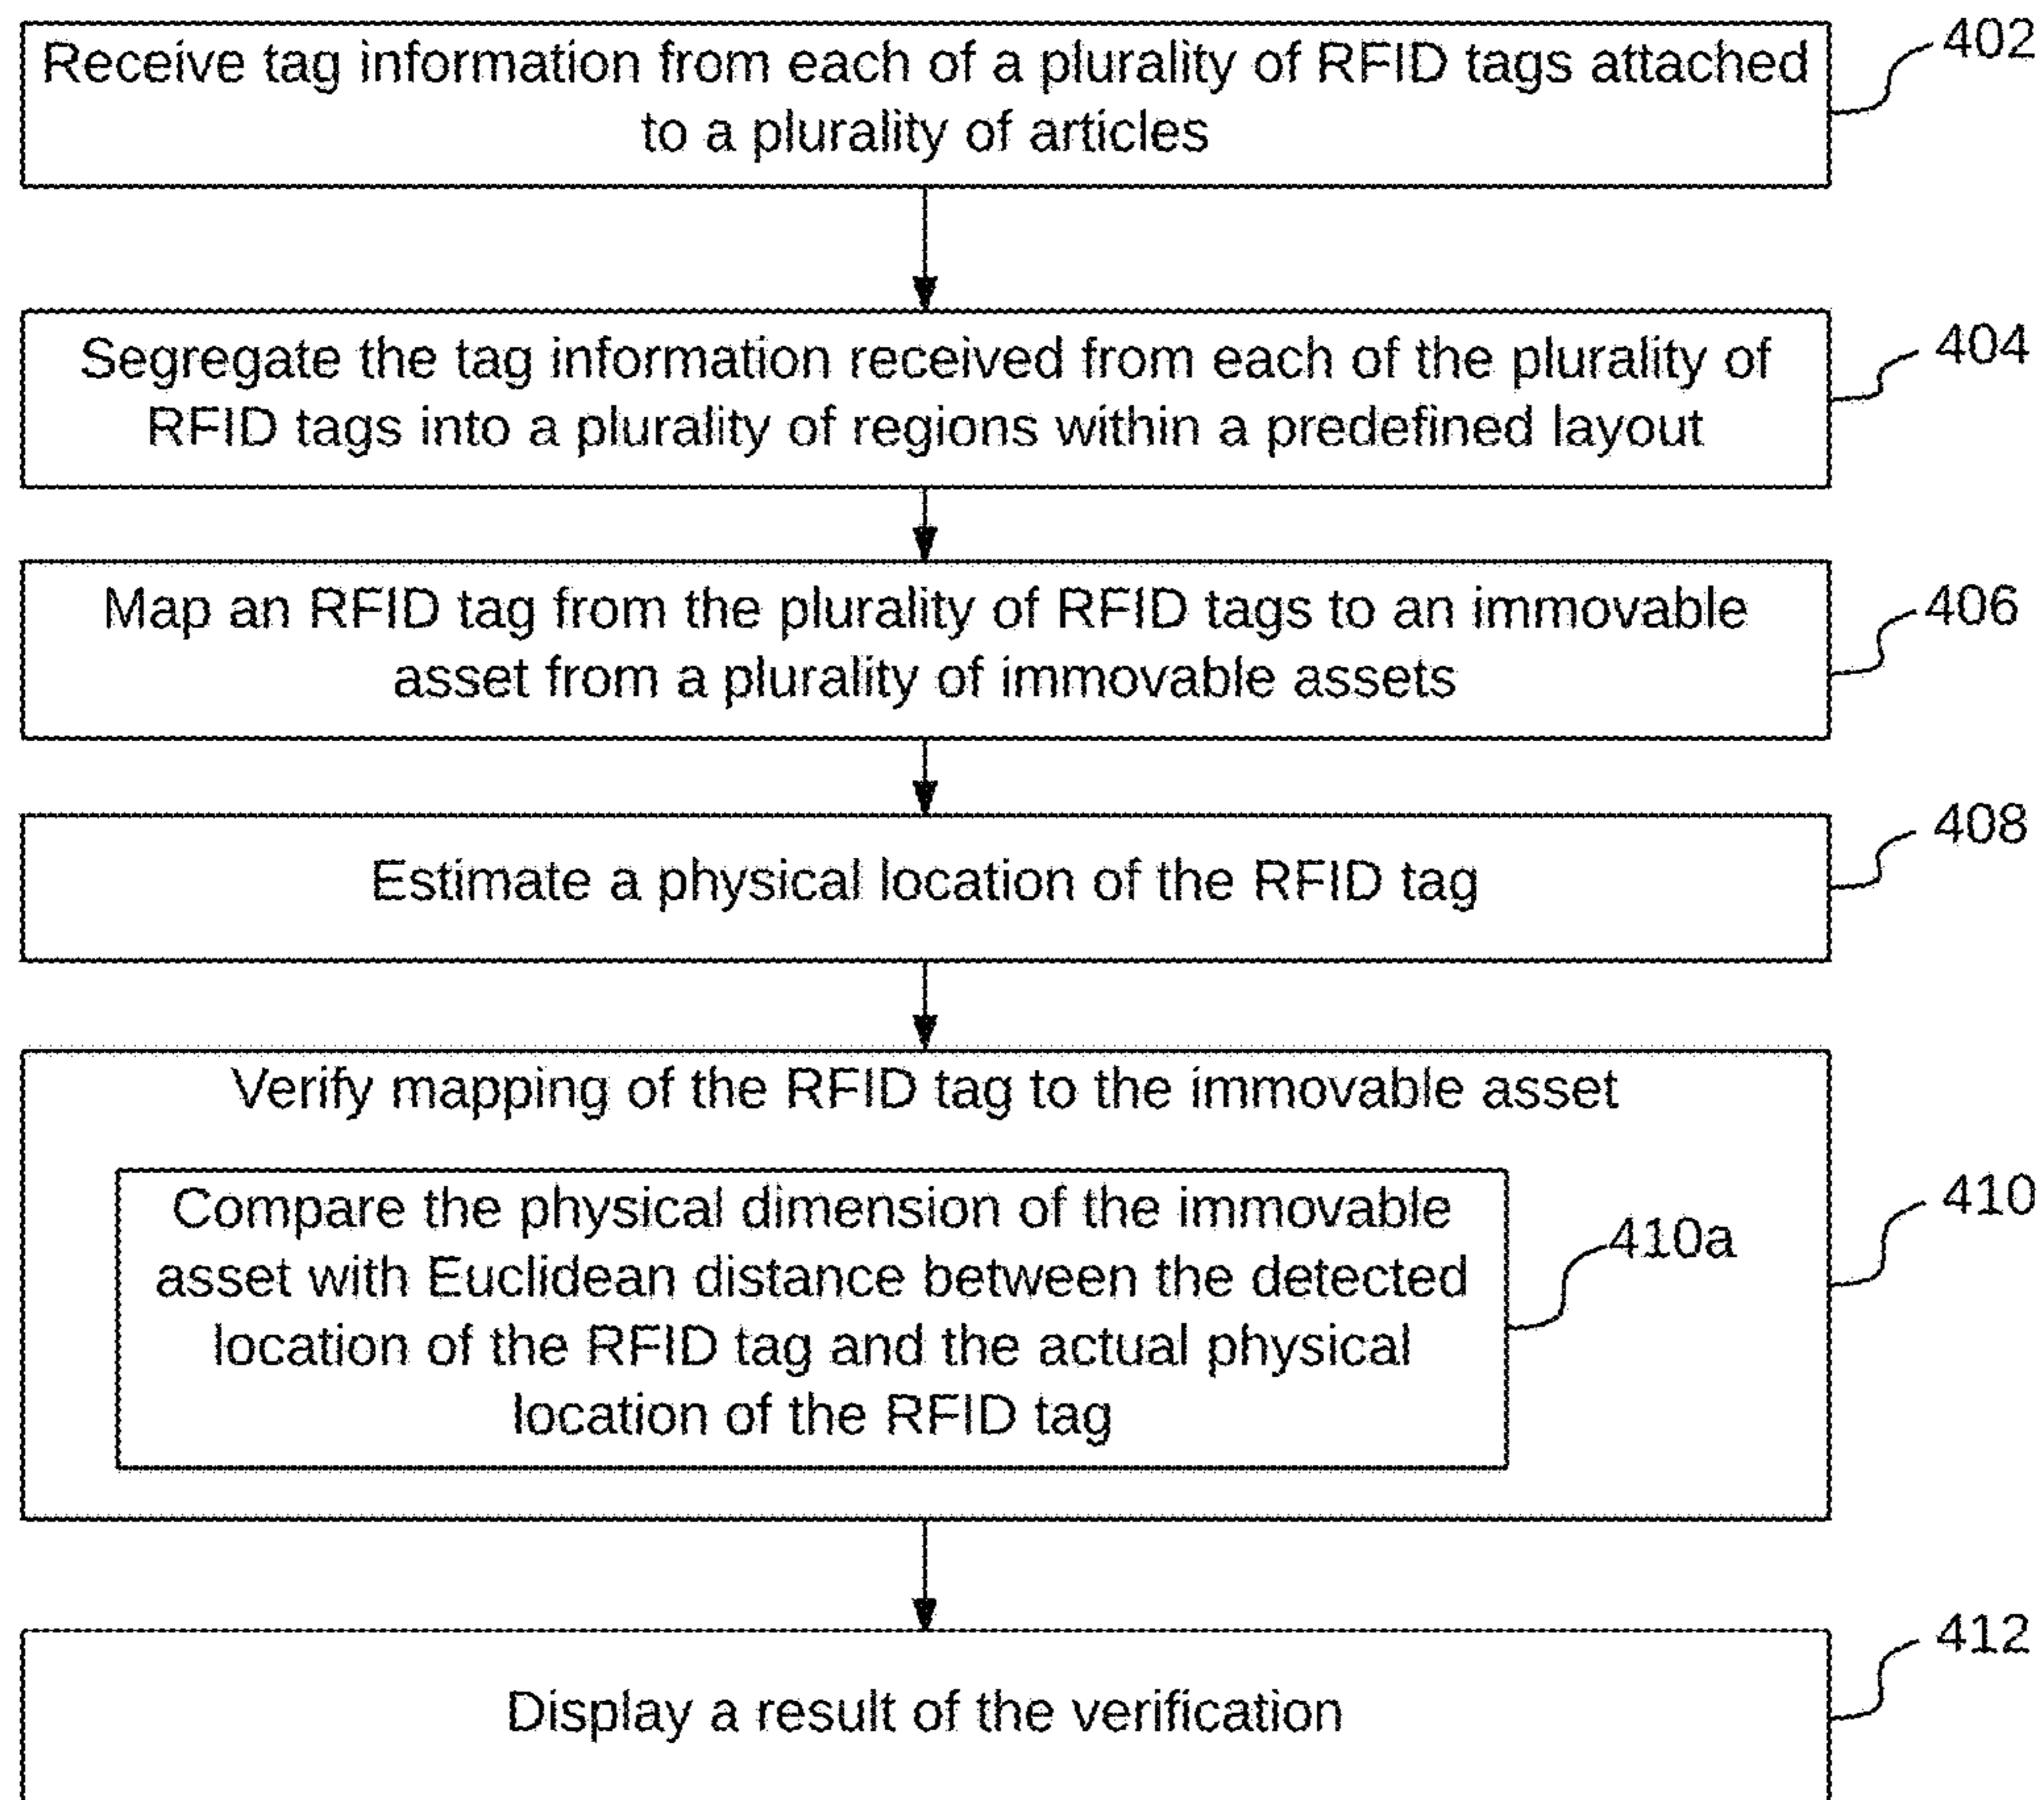 Receive tag information from each of a plurality of RFID tags attached
to a plurality of articles
402
Segregate the tag information received from each of the plurality of
RFID tags into a plurality of regions within a predefined layout
404
Map an RFID tag from the plurality of RFID tags to an immovable
asset from a plurality of immovable assets
406
Estimate a physical location of the RFID tag
408
Verify mapping of the RFID tag to the immovable asset
410
Compare the physical dimension of the immovable
asset with Euclidean distance between the detected
location of the RFID tag and the actual physical
location of the RFID tag
410a
Display a result of the verification
412